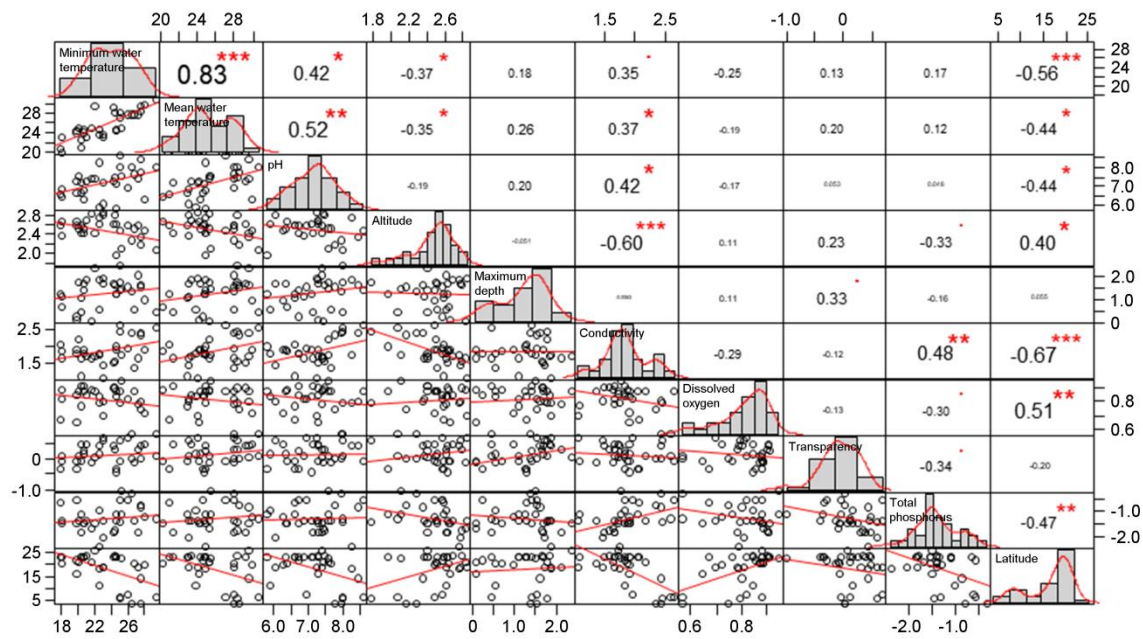 20 24 28 1.8 2.2 2.6 1.5 2.5 -1.0 0 5 15 25
Minimum water
temperature
0.83 *** 0.42 * -0.37 * 0.18 0.35 . -0.25 0.13 0.17 -0.56 ***
28
24
20
28
24
20
Mean water
temperature
0.52 ** -0.35 * 0.26 0.37 * -0.19 0.20 0.12 -0.44 *
pH
-0.19 0.20 0.42 * -0.17 0.053 -0.44 *
8.0
7.0
6.0
2.8
2.4
2.0
Altitude
-0.051 -0.60 *** 0.11 0.23 -0.33 . 0.40 *
Maximum
depth
0.11 0.33 . -0.16 0.055
2.0
1.0
0
2.5
1.5
Conductivity
-0.29 -0.12 0.48 ** -0.67 ***
Dissolved
oxygen
-0.13 -0.30 . 0.51 **
0.8
0.6
0
-1.0
Transparency
-0.34 . -0.20
Total
phosphorus
-0.47 **
-1.0
-2.0
25
15
5
Latitude
18 22 26 6.0 7.0 8.0 0 1.0 2.0 0.6 0.8 -2.0 -1.0